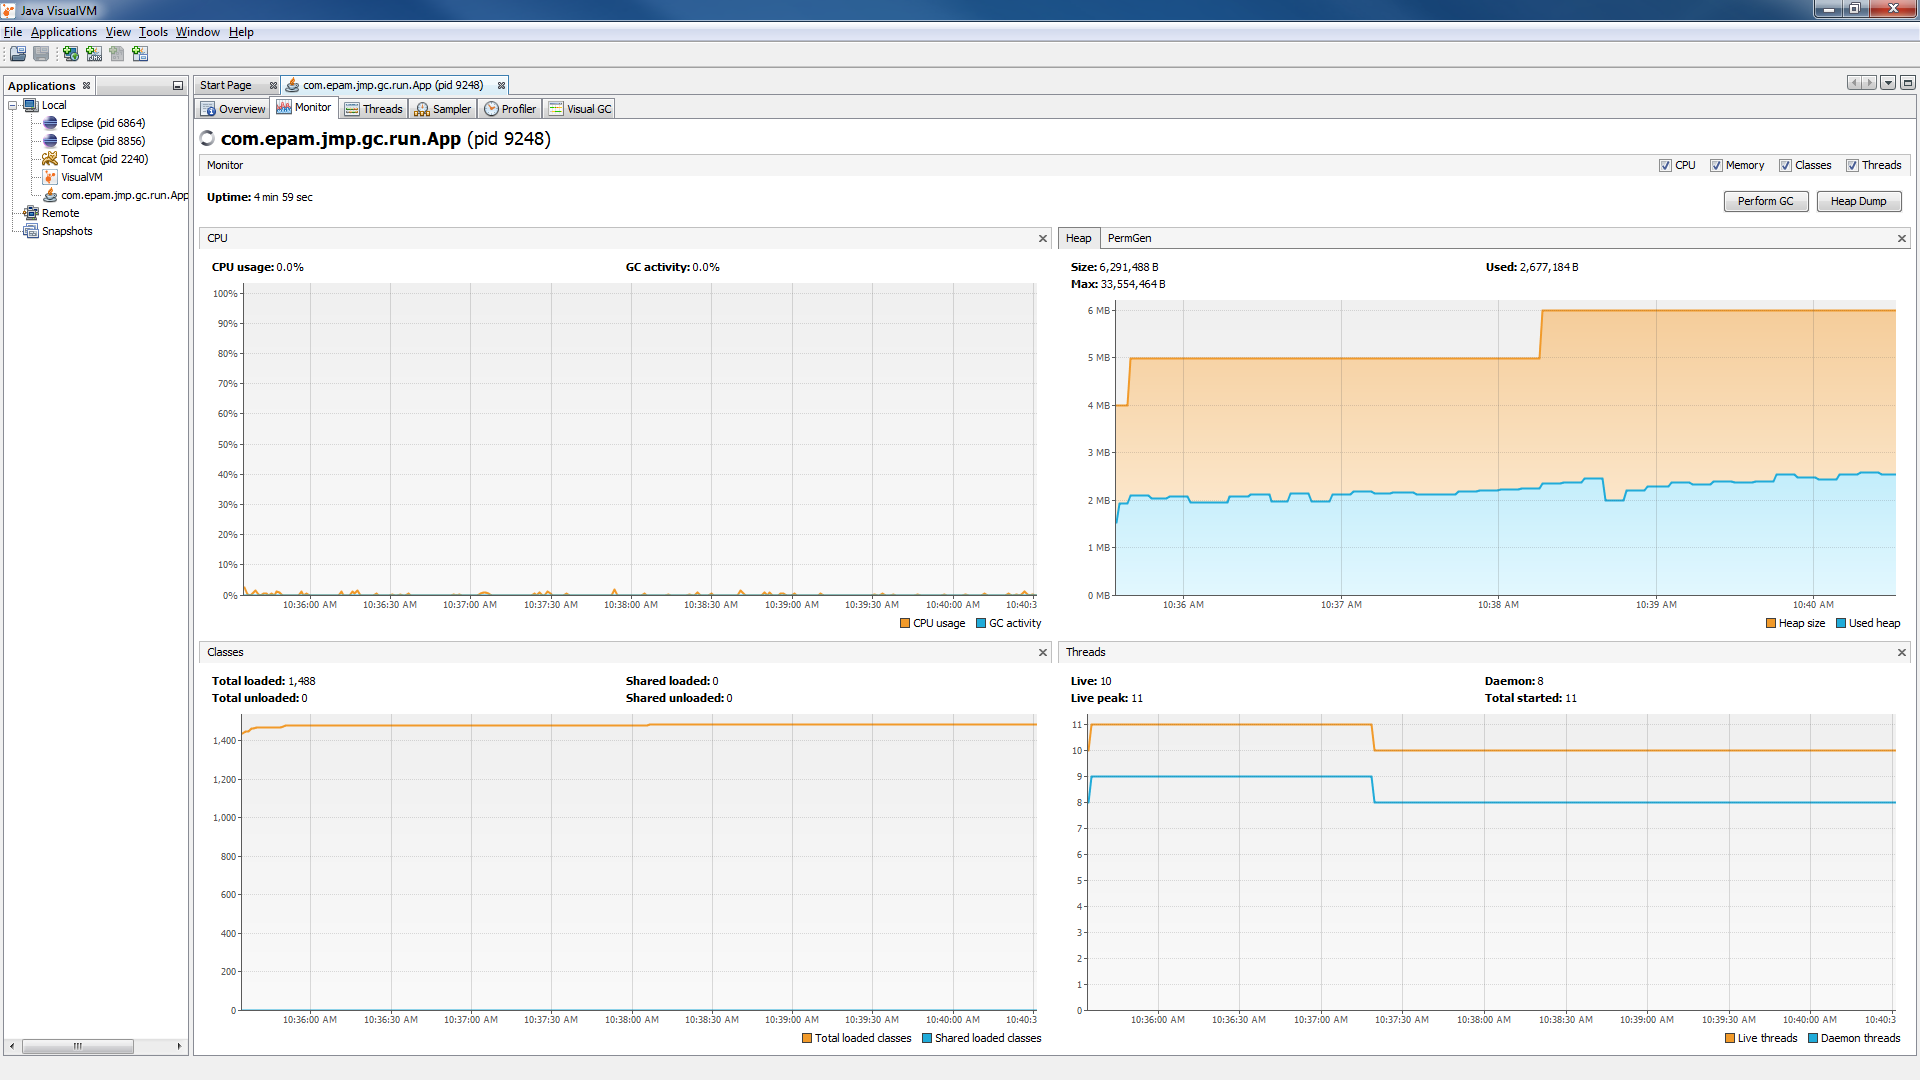 Java VisualVM
File Applications View Tools Window Help
Applications
Local
Eclipse (pid 6864)
Eclipse (pid 8856)
Tomcat (pid 2240)
VisualVM
com.epam.jmp.gc.run.App
Remote
Snapshots
Start Page com.epam.jmp.gc.run.App (pid 9248)
Overview Monitor Threads Sampler Profiler Visual GC
com.epam.jmp.gc.run.App (pid 9248)
Monitor CPU Memory Classes Threads
Uptime: 4 min 59 sec Perform GC Heap Dump
CPU
CPU usage: 0.0% GC activity: 0.0%
100%
90%
80%
70%
60%
50%
40%
30%
20%
10%
0%
10:36:00 AM 10:36:30 AM 10:37:00 AM 10:37:30 AM 10:38:00 AM 10:38:30 AM 10:39:00 AM 10:39:30 AM 10:40:00 AM 10:40:3
CPU usage GC activity
Heap PermGen
Size: 6,291,488 B Used: 2,677,184 B
Max: 33,554,464 B
6 MB
5 MB
4 MB
3 MB
2 MB
1 MB
0 MB
10:36 AM 10:37 AM 10:38 AM 10:39 AM 10:40 AM
Heap size Used heap
Classes
Total loaded: 1,488 Shared loaded: 0
Total unloaded: 0 Shared unloaded: 0
1,400
1,200
1,000
800
600
400
200
0
10:36:00 AM 10:36:30 AM 10:37:00 AM 10:37:30 AM 10:38:00 AM 10:38:30 AM 10:39:00 AM 10:39:30 AM 10:40:00 AM 10:40:3
Total loaded classes Shared loaded classes
Threads
Live: 10 Daemon: 8
Live peak: 11 Total started: 11
11
10
9
8
7
6
5
4
3
2
1
0
10:36:00 AM 10:36:30 AM 10:37:00 AM 10:37:30 AM 10:38:00 AM 10:38:30 AM 10:39:00 AM 10:39:30 AM 10:40:00 AM 10:40:3
Live threads Daemon threads